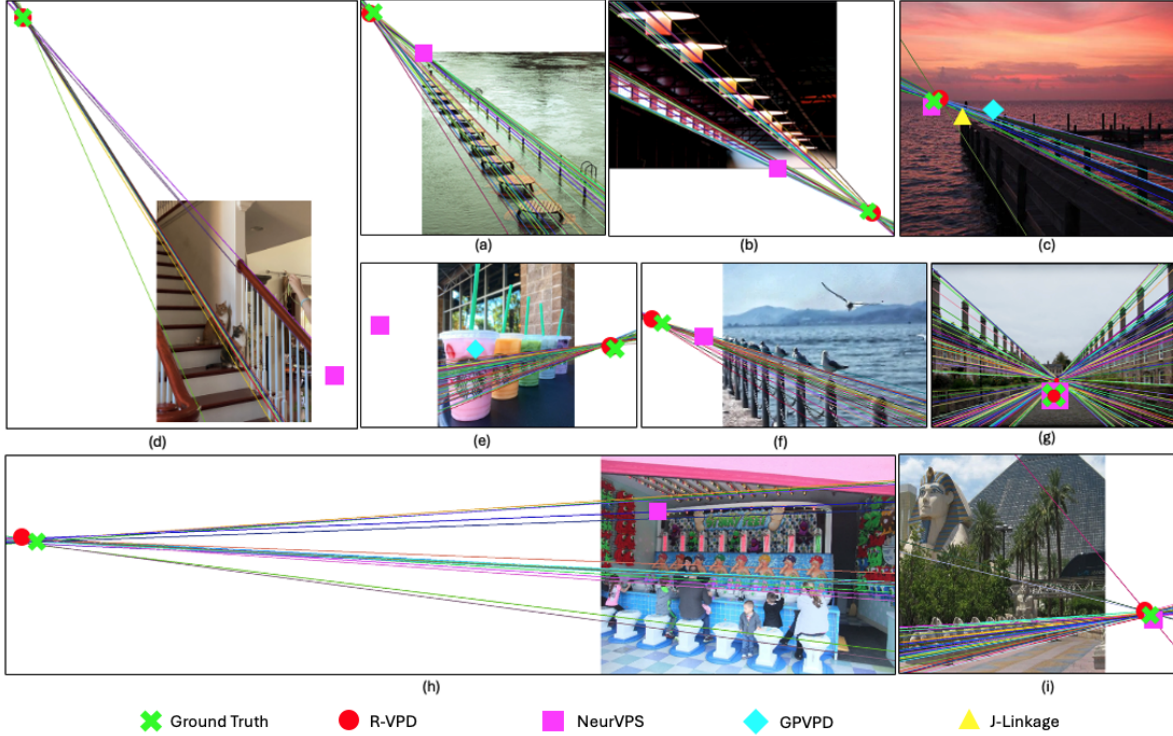 (a)
(b)
(c)
(d)
(e)
(f)
(g)
(h)
(i)
Ground Truth
R-VPD
NeurVPS
GPVPD
J-Linkage